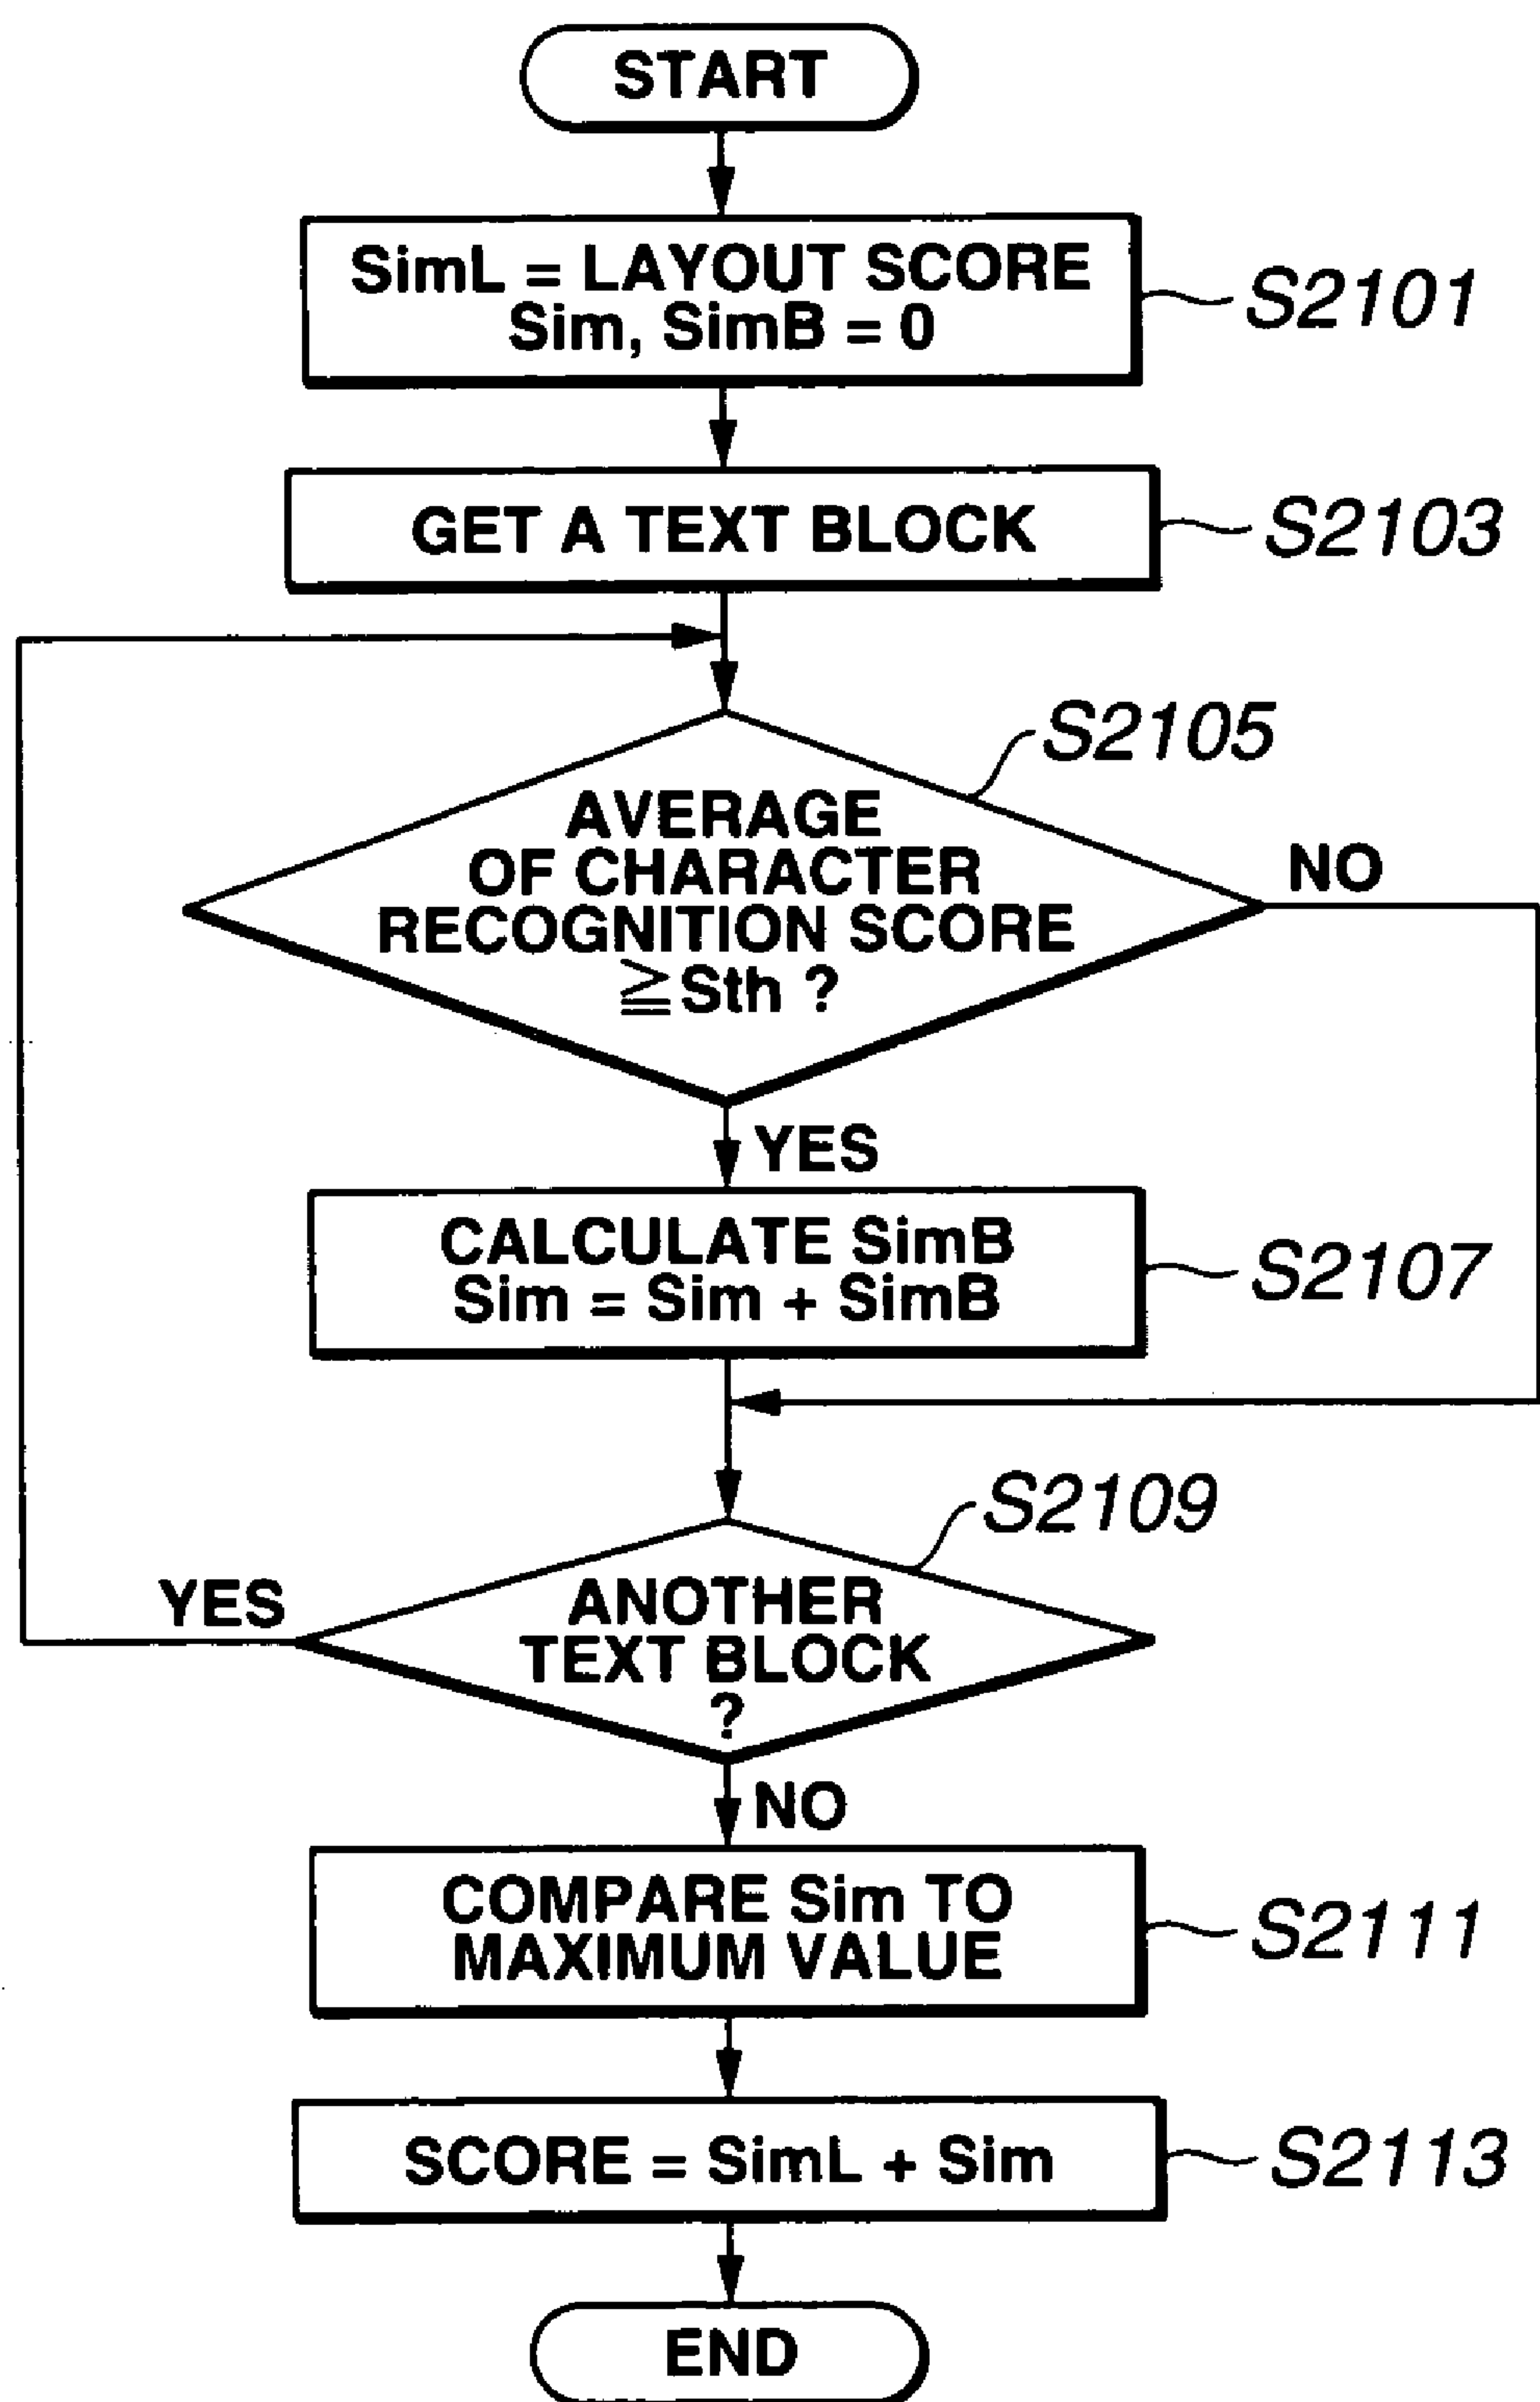 START
SimL = LAYOUT SCORE
Sim, SimB = 0
S2101
GET A TEXT BLOCK
S2103
S2105
AVERAGE
OF CHARACTER
RECOGNITION SCORE
≧Sth ?
NO
YES
CALCULATE SimB
Sim = Sim + SimB
S2107
S2109
YES
ANOTHER
TEXT BLOCK
?
NO
COMPARE Sim TO
MAXIMUM VALUE
S2111
SCORE = SimL + Sim
S2113
END